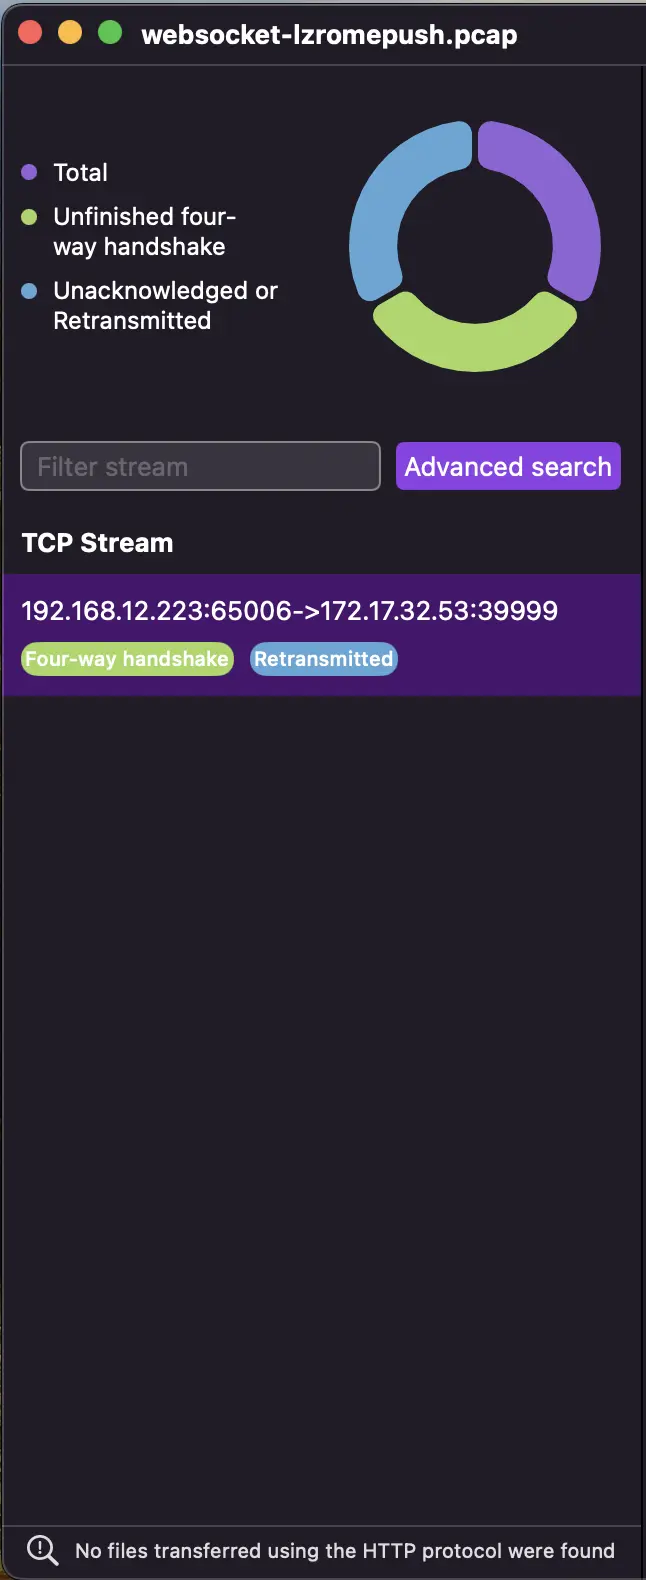 websocket-lzromepush.pcap
Total
Unfinished four-
way handshake
Unacknowledged or
Retransmitted
Filter stream
Advanced search
TCP Stream
192.168.12.223:65006->172.17.32.53:39999
Four-way handshake
Retransmitted
No files transferred using the HTTP protocol were found